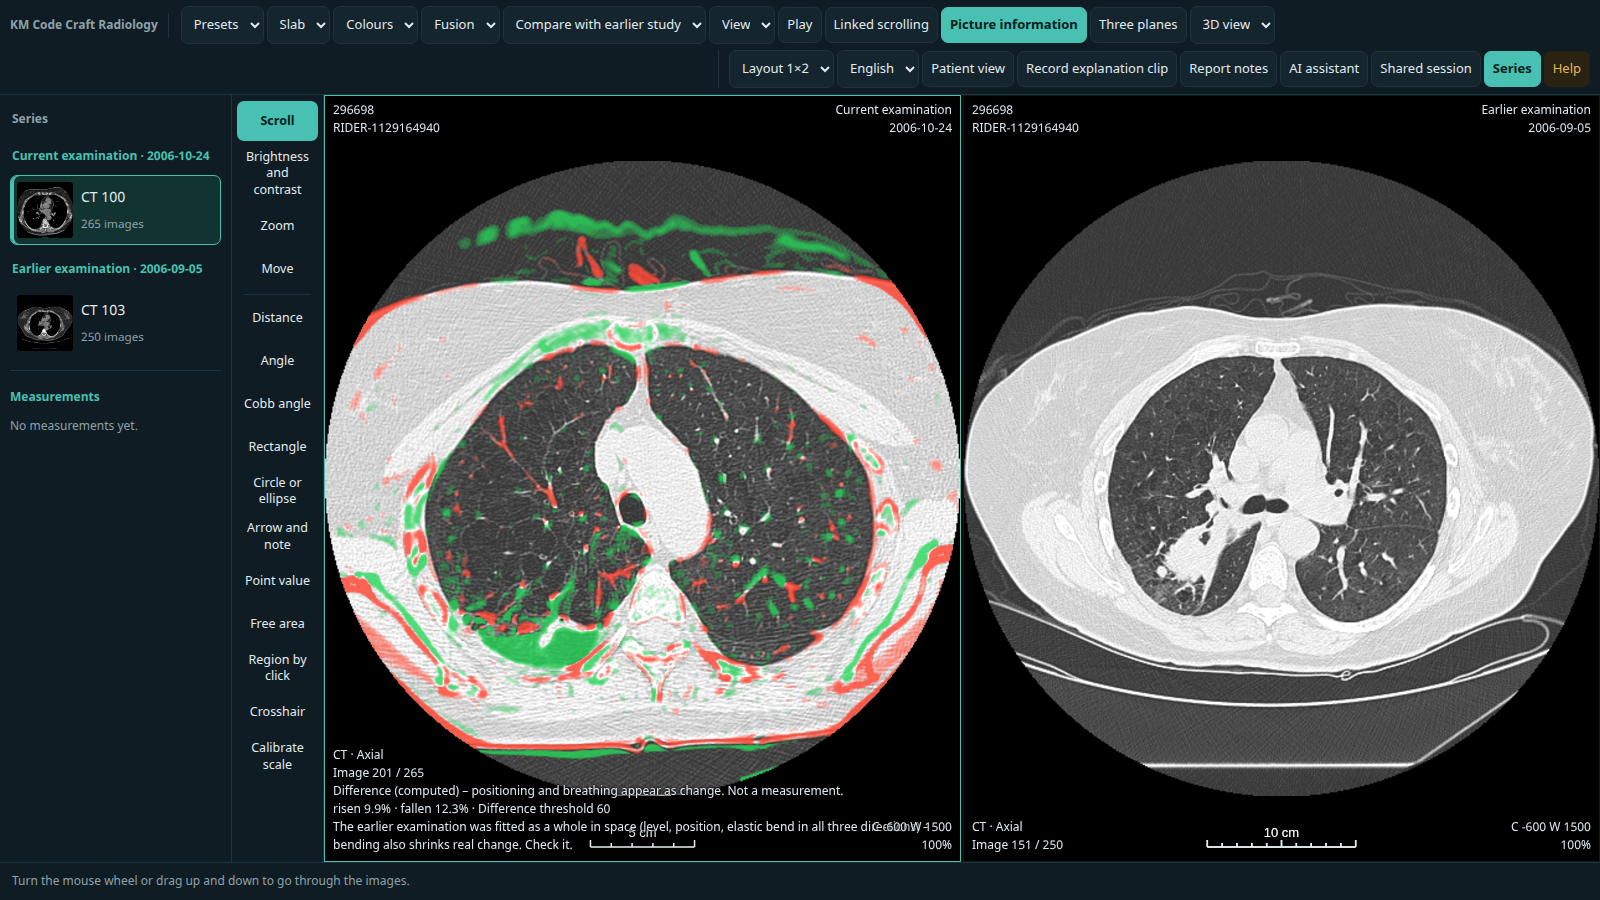 KM Code Craft Radiology
Presets
Slab
Colours
Fusion
Compare with earlier study
View
Play
Linked scrolling
Picture information
Three planes
3D view
Layout 1×2
English
Patient view
Record explanation clip
Report notes
AI assistant
Shared session
Series
Help
Series
Current examination · 2006-10-24
CT 100
265 images
Earlier examination · 2006-09-05
CT 103
250 images
Measurements
No measurements yet.
Scroll
Brightness
and
contrast
Zoom
Move
Distance
Angle
Cobb angle
Rectangle
Circle or
ellipse
Arrow and
note
Point value
Free area
Region by
click
Crosshair
Calibrate
scale
296698
RIDER-1129164940
Current examination
2006-10-24
CT · Axial
Image 201 / 265
Difference (computed) – positioning and breathing appear as change. Not a measurement.
risen 9.9% · fallen 12.3% · Difference threshold 60
The earlier examination was fitted as a whole in space (level, position, elastic bend in all three directions) –
bending also shrinks real change. Check it.
5 cm
C -600 W 1500
100%
296698
RIDER-1129164940
Earlier examination
2006-09-05
CT · Axial
Image 151 / 250
10 cm
C -600 W 1500
100%
Turn the mouse wheel or drag up and down to go through the images.